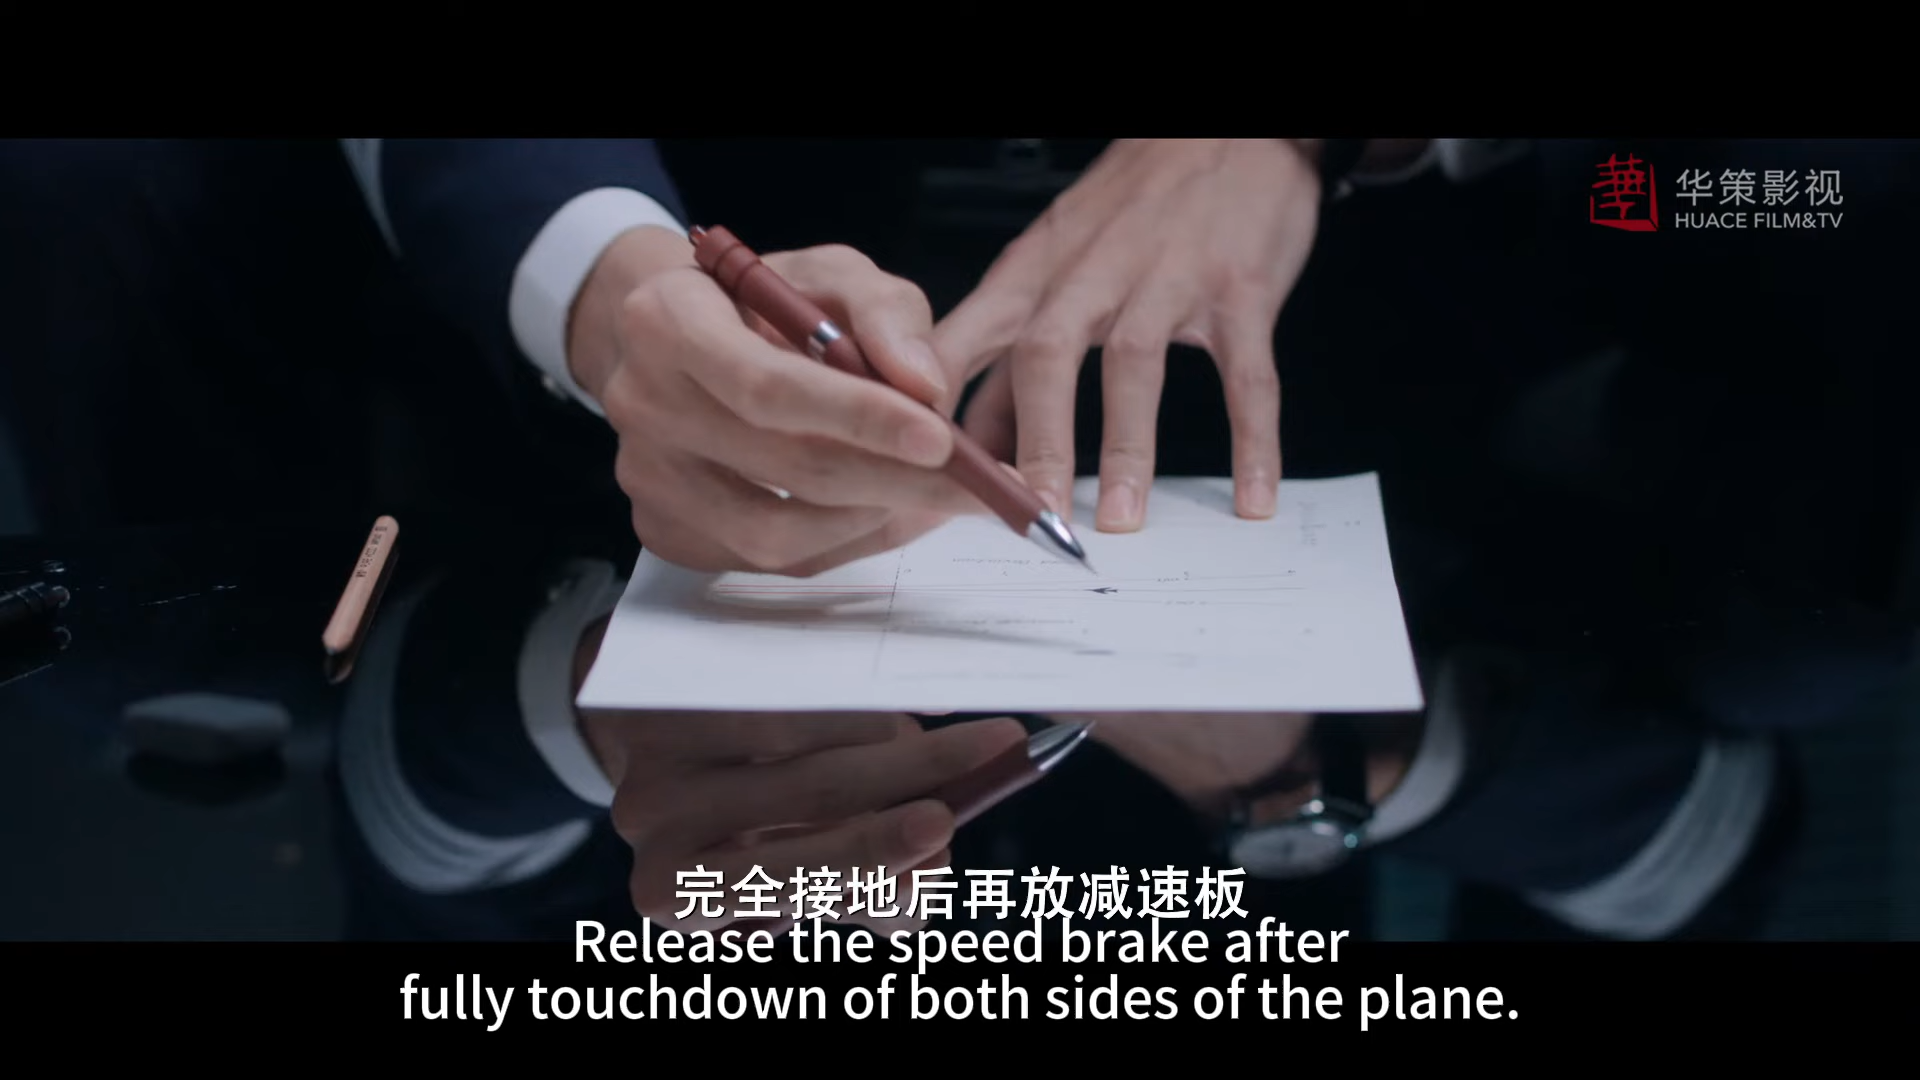 华策影视
HUACE FILM&TV
完全接地后再放减速板
Release the speed brake after
fully touchdown of both sides of the plane.